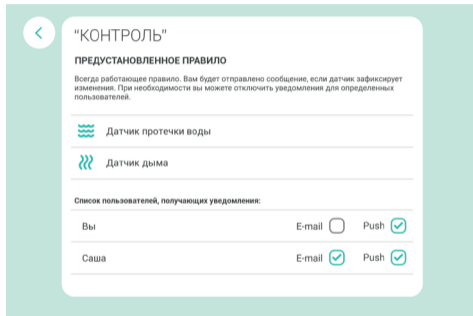 "КОНТРОЛЬ"
ПРЕДУСТАНОВЛЕННОЕ ПРАВИЛО
Всегда работающее правило. Вам будет отправлено сообщение, если датчик зафиксирует
изменения. При необходимости вы можете отключить уведомления для определенных
пользователей.
Датчик протечки воды
Датчик дыма
Список пользователей, получающих уведомления:
Вы E-mail Push
Саша E-mail Push